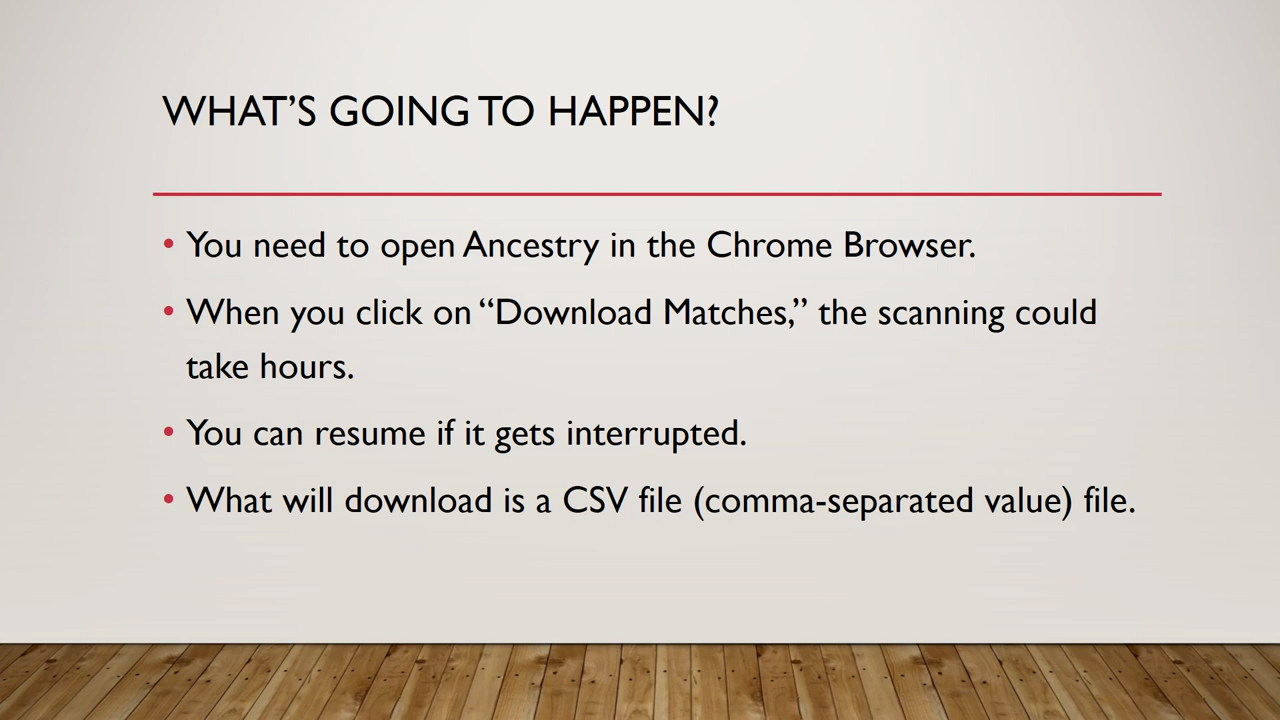 WHAT’S GOING TO HAPPEN?
• You need to open Ancestry in the Chrome Browser.
• When you click on “Download Matches,” the scanning could
take hours.
• You can resume if it gets interrupted.
• What will download is a CSV file (comma-separated value) file.